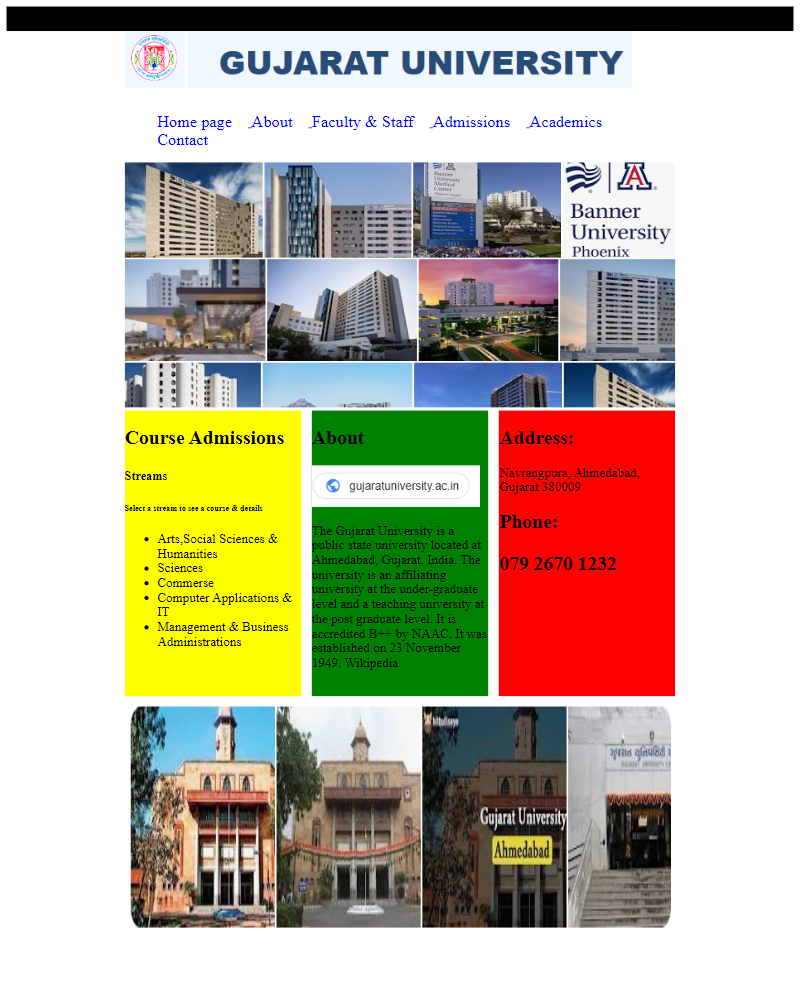 GUJARAT UNIVERSITY
Home page About Faculty & Staff Admissions Academics
Contact
Banner
University
Medical
Center
Banner
University
Phoenix
Course Admissions
Streams
Select a stream to see a course & details
Arts,Social Sciences &
Humanities
Sciences
Commerse
Computer Applications &
IT
Management & Business
Administrations
About
gujaratuniversity.ac.in
The Gujarat University is a
public state university located at
Ahmedabad, Gujarat, India. The
university is an affiliating
university at the under-graduate
level and a teaching university at
the post graduate level. It is
accredited B++ by NAAC. It was
established on 23 November
1949. Wikipedia
Address:
Navrangpura, Ahmedabad,
Gujarat 380009
Phone:
079 2670 1232
Gujarat University
Ahmedabad
ગુજરાત યુનિવર્સિટી